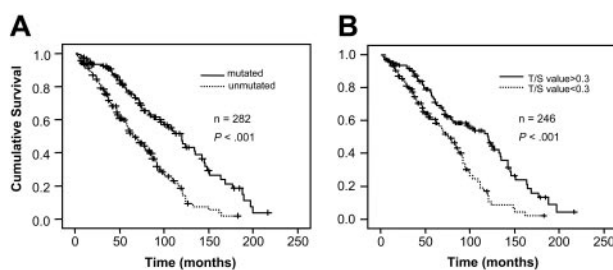 A
Cumulative Survival
1.0
0.8
0.6
0.4
0.2
0.0
mutated
unmutated
n = 282
P < .001
0 50 100 150 200 250
Time (months)
B
1.0
0.8
0.6
0.4
0.2
0.0
T/S value>0.3
T/S value<0.3
n = 246
P < .001
0 50 100 150 200 250
Time (months)